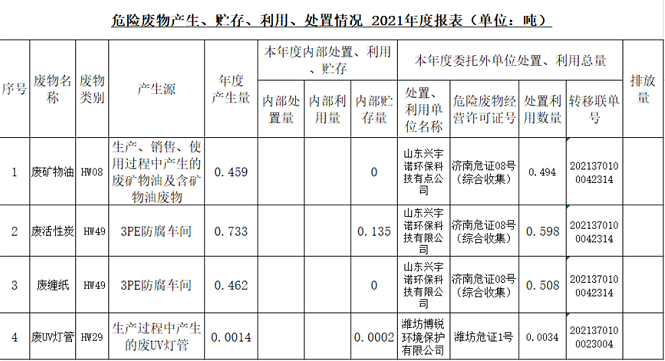 危险废物产生、贮存、利用、处置情况 2021年度报表（单位：吨）
序号
废物名
称
废物
类别
产生源
年度
产生量
本年度内部处置、利用
、贮存
本年度委托外单位处置、利用总量
排放
量
内部处
置量
内部利
用量
内部贮
存量
处置、
利用单
位名称
危险废物经
营许可证号
处置利
用数量
转移联单
号
1
废矿物油
HW08
生产、销售、使
用过程中产生的
废矿物油及含矿
物油废物
0.459
0
山东兴宇
诺环保科
技有点公
司
济南危证08号
（综合收集）
0.494
202137010
0042314
2
废活性炭
HW49
3PE防腐车间
0.733
0.135
山东兴宇
诺环保科
技有限公
司
济南危证08号
（综合收集）
0.598
202137010
0042314
3
废缠纸
HW49
3PE防腐车间
0.462
0
山东兴宇
诺环保科
技有限公
司
济南危证08号
（综合收集）
0.508
202137010
0042314
4
废UV灯管
HW29
生产过程中产生
的废UV灯管
0.0014
0.0002
潍坊博锐
环境保护
有限公司
潍坊危证1号
0.0034
202137010
0023004